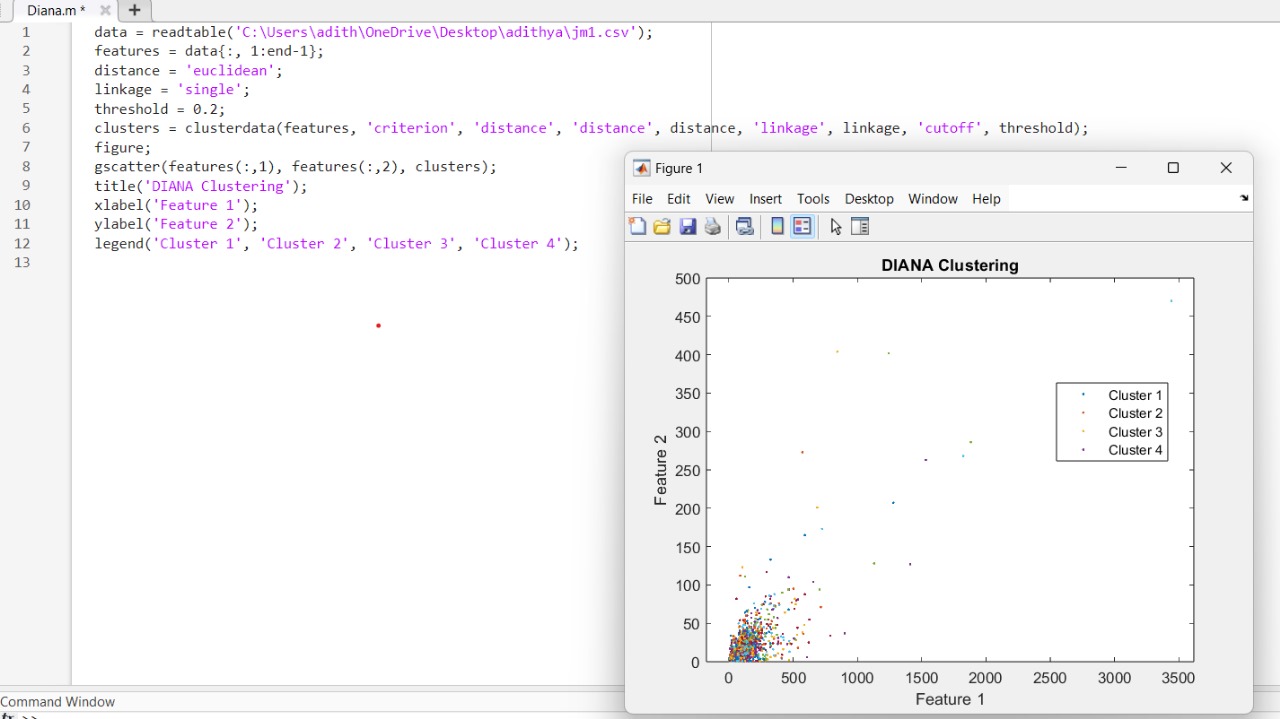 Diana.m *
1 data = readtable('C:\Users\adith\OneDrive\Desktop\adithya\jm1.csv');
2 features = data{:, 1:end-1};
3 distance = 'euclidean';
4 linkage = 'single';
5 threshold = 0.2;
6 clusters = clusterdata(features, 'criterion', 'distance', 'distance', distance, 'linkage', linkage, 'cutoff', threshold);
7 figure;
8 gscatter(features(:,1), features(:,2), clusters);
9 title('DIANA Clustering');
10 xlabel('Feature 1');
11 ylabel('Feature 2');
12 legend('Cluster 1', 'Cluster 2', 'Cluster 3', 'Cluster 4');
13
Figure 1
File Edit View Insert Tools Desktop Window Help
DIANA Clustering
500
450
400
350
300
250
200
150
100
50
0
Feature 2
Cluster 1
Cluster 2
Cluster 3
Cluster 4
0 500 1000 1500 2000 2500 3000 3500
Feature 1
Command Window
>>